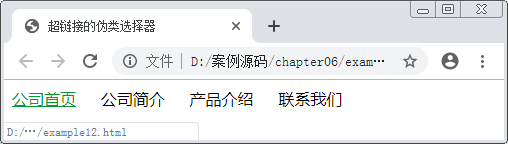 超链接的伪类选择器
文件 | D:/案例源码/chapter06/exam…
公司首页 公司简介 产品介绍 联系我们
D:/…/example12.html